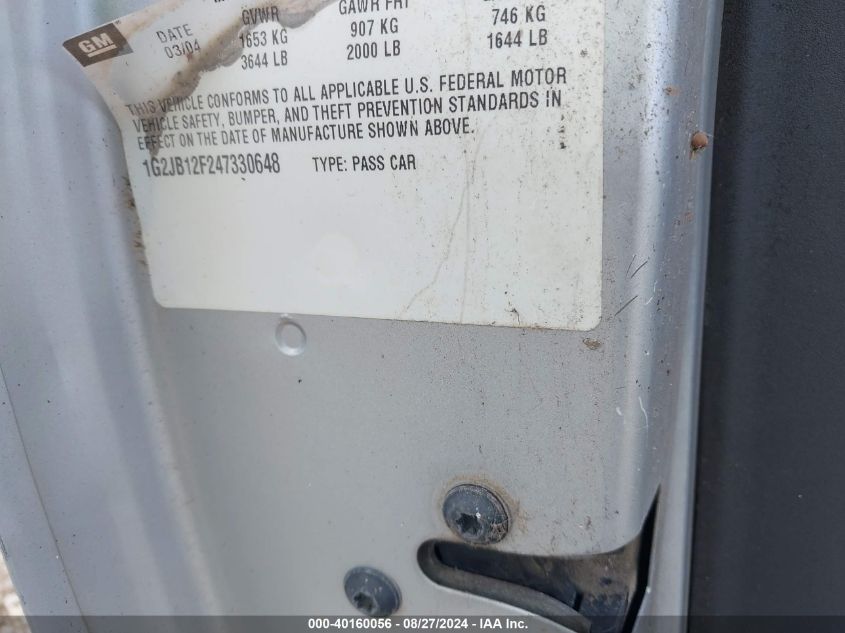 GM
DATE GVWR GAWR FRT
03/04 1653 KG 907 KG 746 KG
3644 LB 2000 LB 1644 LB
THIS VEHICLE CONFORMS TO ALL APPLICABLE U.S. FEDERAL MOTOR
VEHICLE SAFETY, BUMPER, AND THEFT PREVENTION STANDARDS IN
EFFECT ON THE DATE OF MANUFACTURE SHOWN ABOVE.
1G2JB12F247330648 TYPE: PASS CAR
000-40160056 - 08/27/2024 - IAA Inc.